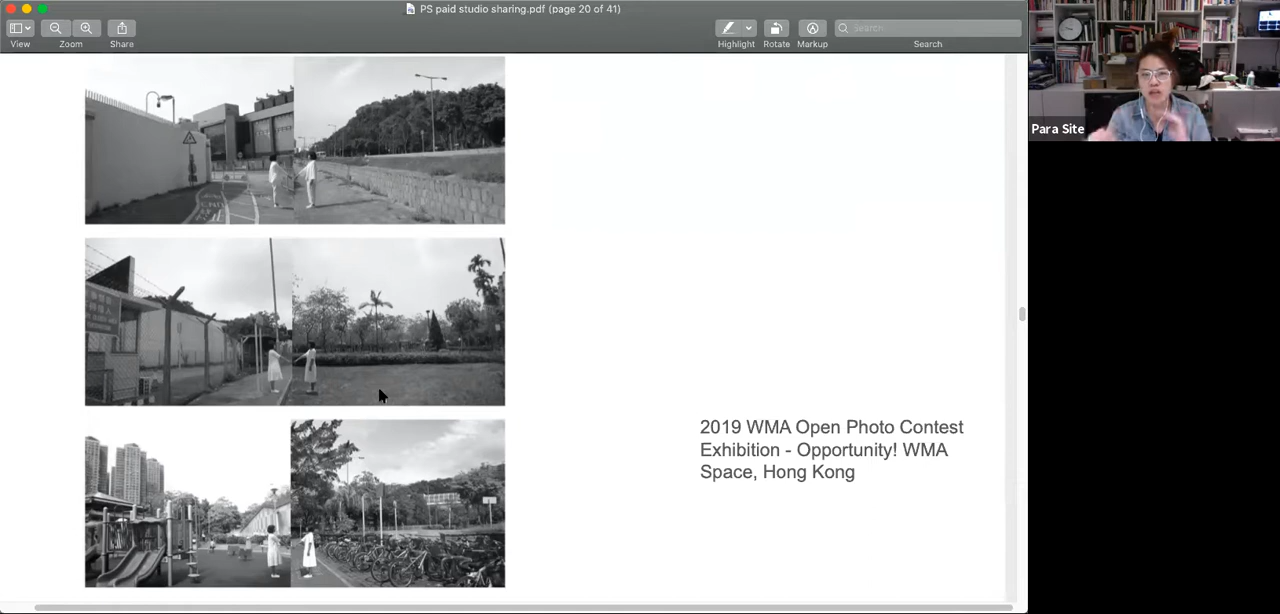 PS paid studio sharing.pdf (page 20 of 41)
View
Zoom
Share
Highlight
Rotate
Markup
Search
Search
Para Site
2019 WMA Open Photo Contest
Exhibition - Opportunity! WMA
Space, Hong Kong